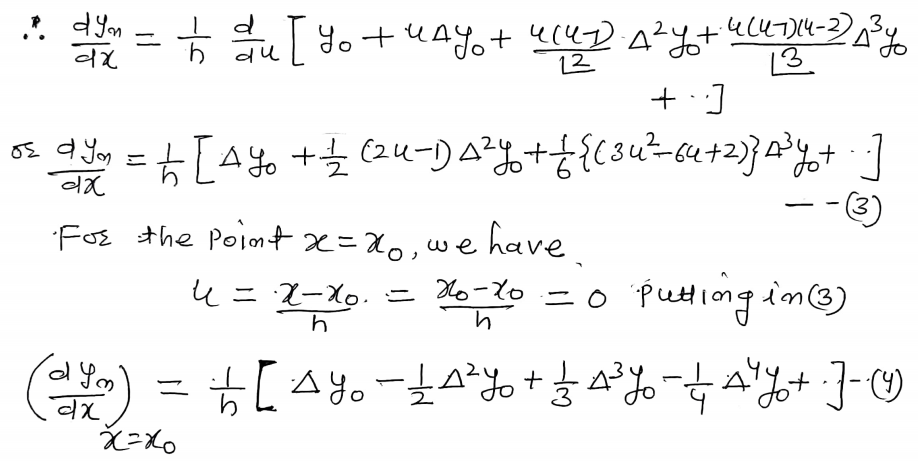 ∴ dyₙ/dx = 1/h d/du [ y₀ + uΔy₀ + u(u-1)/⌊2 Δ²y₀ + u(u-1)(u-2)/⌊3 Δ³y₀
+ ··]
or dyₙ/dx = 1/h [ Δy₀ + 1/2 (2u-1) Δ²y₀ + 1/6 {(3u²-6u+2)} Δ³y₀ + ··]
— - (3)
For the point x = x₀, we have
u = x-x₀/h = x₀-x₀/h = 0 putting in (3)
(dyₙ/dx) x=x₀ = 1/h [ Δy₀ - 1/2 Δ²y₀ + 1/3 Δ³y₀ - 1/4 Δ⁴y₀ + ·] -- (4)